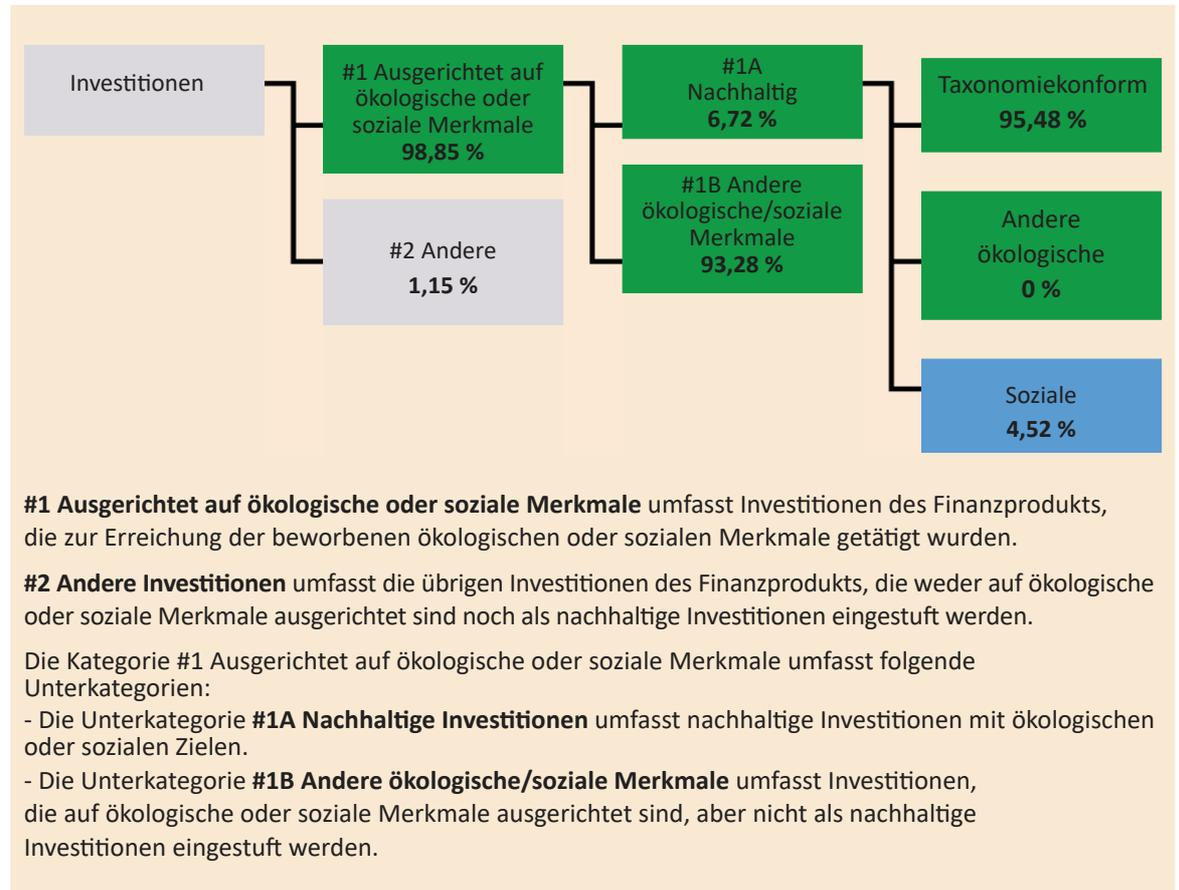 Investitionen
#1 Ausgerichtet auf
ökologische oder
soziale Merkmale
98,85 %
#2 Andere
1,15 %
#1A
Nachhaltig
6,72 %
#1B Andere
ökologische/soziale
Merkmale
93,28 %
Taxonomiekonform
95,48 %
Andere
ökologische
0 %
Soziale
4,52 %
#1 Ausgerichtet auf ökologische oder soziale Merkmale umfasst Investitionen des Finanzprodukts,
die zur Erreichung der beworbenen ökologischen oder sozialen Merkmale getätigt wurden.
#2 Andere Investitionen umfasst die übrigen Investitionen des Finanzprodukts, die weder auf ökologische
oder soziale Merkmale ausgerichtet sind noch als nachhaltige Investitionen eingestuft werden.
Die Kategorie #1 Ausgerichtet auf ökologische oder soziale Merkmale umfasst folgende
Unterkategorien:
- Die Unterkategorie #1A Nachhaltige Investitionen umfasst nachhaltige Investitionen mit ökologischen
oder sozialen Zielen.
- Die Unterkategorie #1B Andere ökologische/soziale Merkmale umfasst Investitionen,
die auf ökologische oder soziale Merkmale ausgerichtet sind, aber nicht als nachhaltige
Investitionen eingestuft werden.